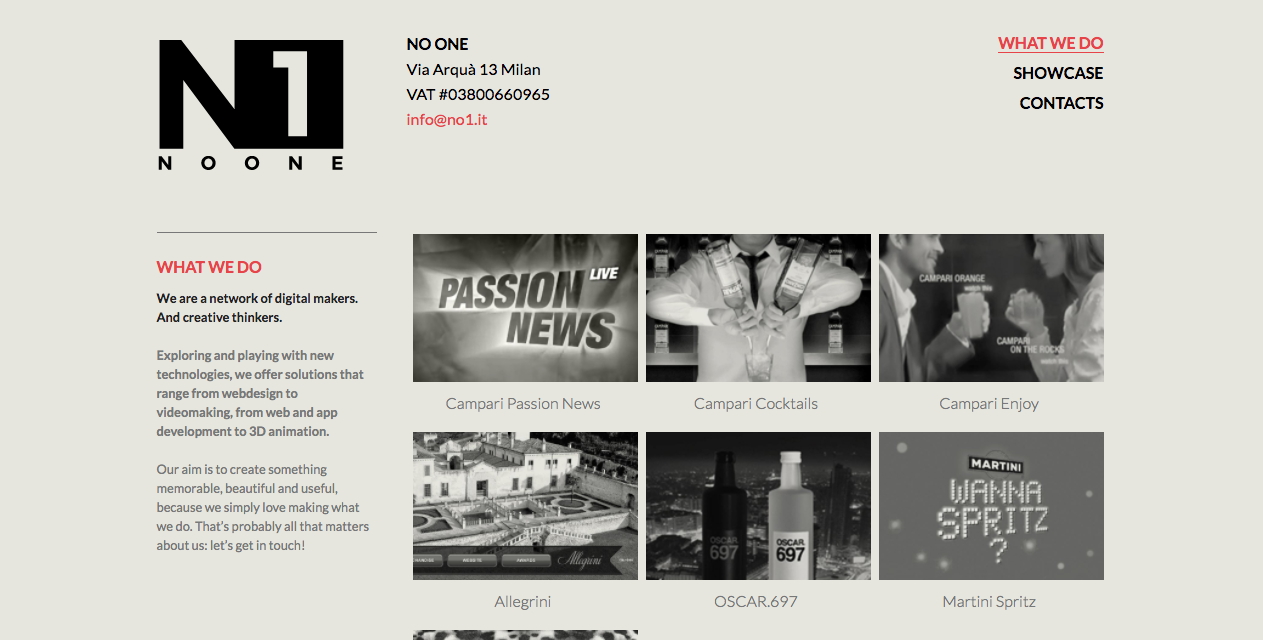 N1
NOONE
NO ONE
Via Arquà 13 Milan
VAT #03800660965
info@no1.it
WHAT WE DO
SHOWCASE
CONTACTS
WHAT WE DO
We are a network of digital makers.
And creative thinkers.
Exploring and playing with new
technologies, we offer solutions that
range from webdesign to
videomaking, from web and app
development to 3D animation.
Our aim is to create something
memorable, beautiful and useful,
because we simply love making what
we do. That's probably all that matters
about us: let's get in touch!
PASSION LIVE
NEWS
Campari Passion News
Campari Cocktails
CAMPARI ORANGE
watch this
CAMPARI
ON THE ROCKS
watch this
Campari Enjoy
Allegrini
Allegrini
OSCAR.
697
OSCAR.
697
OSCAR.697
MARTINI
WANNA
SPRITZ
?
Martini Spritz